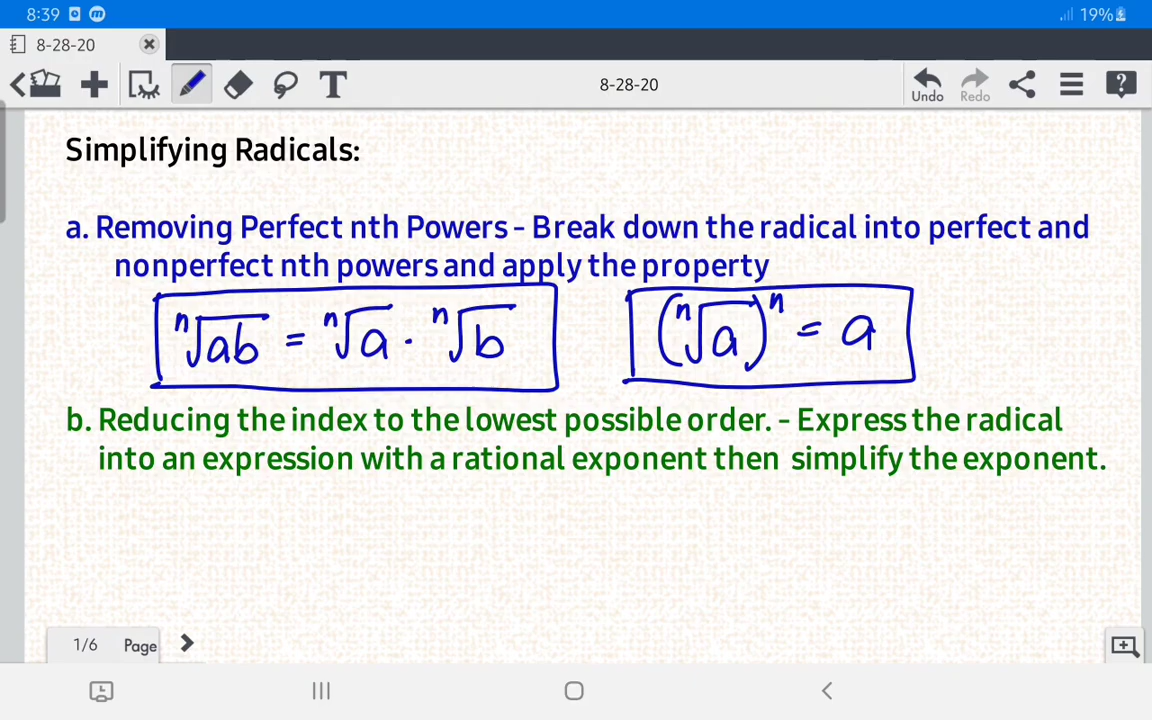 8:39
19%
8-28-20
8-28-20
Undo
Redo
Simplifying Radicals:
a. Removing Perfect nth Powers - Break down the radical into perfect and
nonperfect nth powers and apply the property
ⁿ√ab = ⁿ√a · ⁿ√b
(ⁿ√a)ⁿ = a
b. Reducing the index to the lowest possible order. - Express the radical
into an expression with a rational exponent then simplify the exponent.
1/6 Page